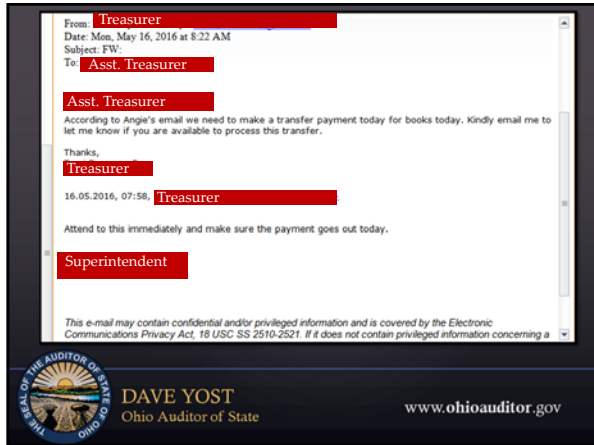 From: Treasurer
Date: Mon, May 16, 2016 at 8:22 AM
Subject: FW:
To: Asst. Treasurer
Asst. Treasurer
According to Angie's email we need to make a transfer payment today for books today. Kindly email me to
let me know if you are available to process this transfer.
Thanks,
Treasurer
16.05.2016, 07:58, Treasurer
Attend to this immediately and make sure the payment goes out today.
Superintendent
This e-mail may contain confidential and/or privileged information and is covered by the Electronic
Communications Privacy Act, 18 USC SS 2510-2521. If it does not contain privileged information concerning a
THE SEAL OF THE AUDITOR OF STATE OF OHIO
DAVE YOST
Ohio Auditor of State
www.ohioauditor.gov